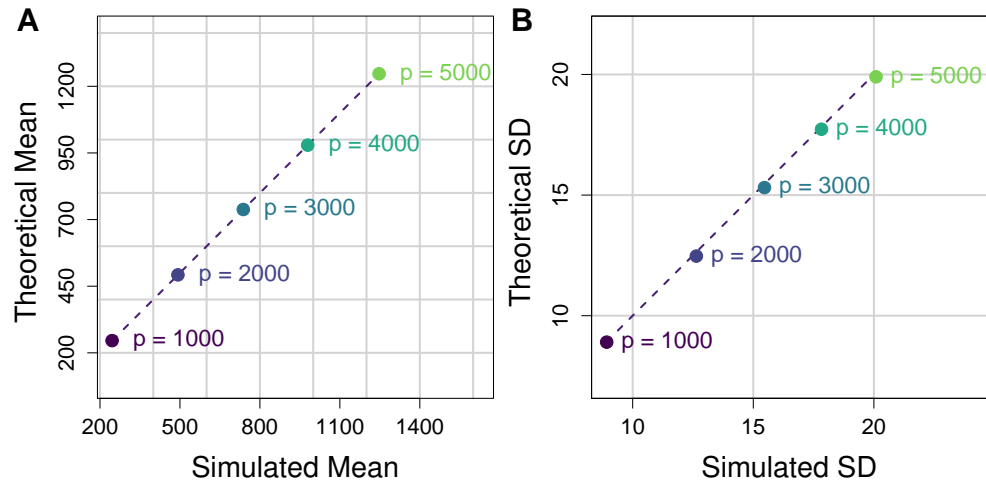 A
Theoretical Mean
1200
950
700
450
200
p = 5000
p = 4000
p = 3000
p = 2000
p = 1000
200 500 800 1100 1400
Simulated Mean
B
Theoretical SD
20
15
10
p = 5000
p = 4000
p = 3000
p = 2000
p = 1000
10 15 20
Simulated SD